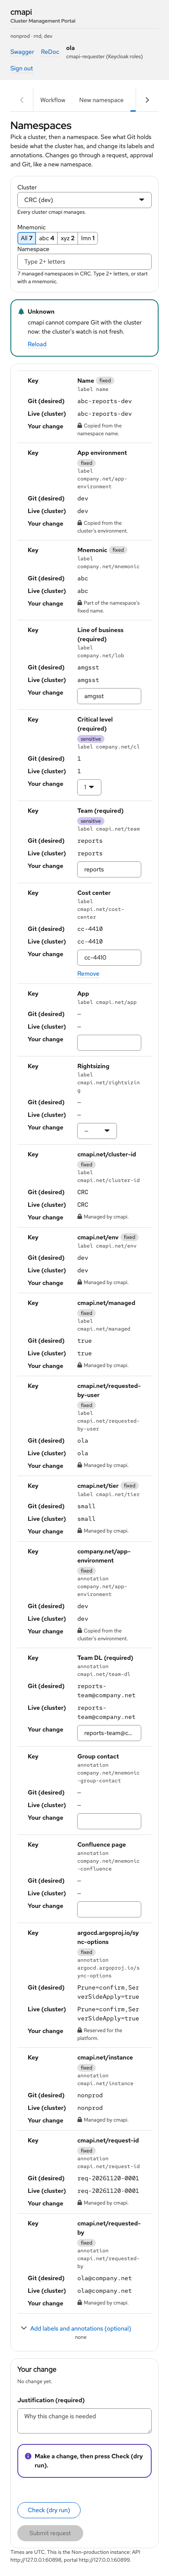 cmapi
Cluster Management Portal
nonprod · rnd, dev
Swagger ReDoc ola
cmapi-requester (Keycloak roles)
Sign out
Workflow New namespace
Namespaces
Pick a cluster, then a namespace. See what Git holds
beside what the cluster has, and change its labels and
annotations. Changes go through a request, approval
and Git, like a new namespace.
Cluster
CRC (dev)
Every cluster cmapi manages.
Mnemonic
All 7 abc 4 xyz 2 lmn 1
Namespace
Type 2+ letters
7 managed namespaces in CRC. Type 2+ letters, or start
with a mnemonic.
Unknown
cmapi cannot compare Git with the cluster
now: the cluster's watch is not fresh.
Reload
Key Name fixed
label name
Git (desired) abc-reports-dev
Live (cluster) abc-reports-dev
Your change Copied from the
namespace name.
Key App environment
fixed
label
company.net/app-
environment
Git (desired) dev
Live (cluster) dev
Your change Copied from the
cluster's environment.
Key Mnemonic fixed
label
company.net/mnemonic
Git (desired) abc
Live (cluster) abc
Your change Part of the namespace's
fixed name.
Key Line of business
(required)
label
company.net/lob
Git (desired) amgsst
Live (cluster) amgsst
Your change amgsst
Key Critical level
(required)
sensitive
label company.net/cl
Git (desired) 1
Live (cluster) 1
Your change 1
Key Team (required)
sensitive
label cmapi.net/team
Git (desired) reports
Live (cluster) reports
Your change reports
Key Cost center
label
cmapi.net/cost-
center
Git (desired) cc-4410
Live (cluster) cc-4410
Your change cc-4410
Remove
Key App
label cmapi.net/app
Git (desired) —
Live (cluster) —
Your change
Key Rightsizing
label
cmapi.net/rightsizin
g
Git (desired) —
Live (cluster) —
Your change —
Key cmapi.net/cluster-id
fixed
label
cmapi.net/cluster-id
Git (desired) CRC
Live (cluster) CRC
Your change Managed by cmapi.
Key cmapi.net/env fixed
label cmapi.net/env
Git (desired) dev
Live (cluster) dev
Your change Managed by cmapi.
Key cmapi.net/managed
fixed
label
cmapi.net/managed
Git (desired) true
Live (cluster) true
Your change Managed by cmapi.
Key cmapi.net/requested-
by-user
fixed
label
cmapi.net/requested-
by-user
Git (desired) ola
Live (cluster) ola
Your change Managed by cmapi.
Key cmapi.net/tier fixed
label cmapi.net/tier
Git (desired) small
Live (cluster) small
Your change Managed by cmapi.
Key company.net/app-
environment
fixed
annotation
company.net/app-
environment
Git (desired) dev
Live (cluster) dev
Your change Copied from the
cluster's environment.
Key Team DL (required)
annotation
cmapi.net/team-dl
Git (desired) reports-
team@company.net
Live (cluster) reports-
team@company.net
Your change reports-team@c...
Key Group contact
annotation
company.net/mnemonic
-group-contact
Git (desired) —
Live (cluster) —
Your change
Key Confluence page
annotation
company.net/mnemonic
-confluence
Git (desired) —
Live (cluster) —
Your change
Key argocd.argoproj.io/sy
nc-options
fixed
annotation
argocd.argoproj.io/s
ync-options
Git (desired) Prune=confirm,Ser
verSideApply=true
Live (cluster) Prune=confirm,Ser
verSideApply=true
Your change Reserved for the
platform.
Key cmapi.net/instance
fixed
annotation
cmapi.net/instance
Git (desired) nonprod
Live (cluster) nonprod
Your change Managed by cmapi.
Key cmapi.net/request-id
fixed
annotation
cmapi.net/request-id
Git (desired) req-20261120-0001
Live (cluster) req-20261120-0001
Your change Managed by cmapi.
Key cmapi.net/requested-
by
fixed
annotation
cmapi.net/requested-
by
Git (desired) ola@company.net
Live (cluster) ola@company.net
Your change Managed by cmapi.
Add labels and annotations (optional)
none
Your change
No change yet.
Justification (required)
Why this change is needed
Make a change, then press Check (dry
run).
Check (dry run)
Submit request
Times are UTC. This is the Non-production instance: API
http://127.0.0.1:60898, portal http://127.0.0.1:60899.